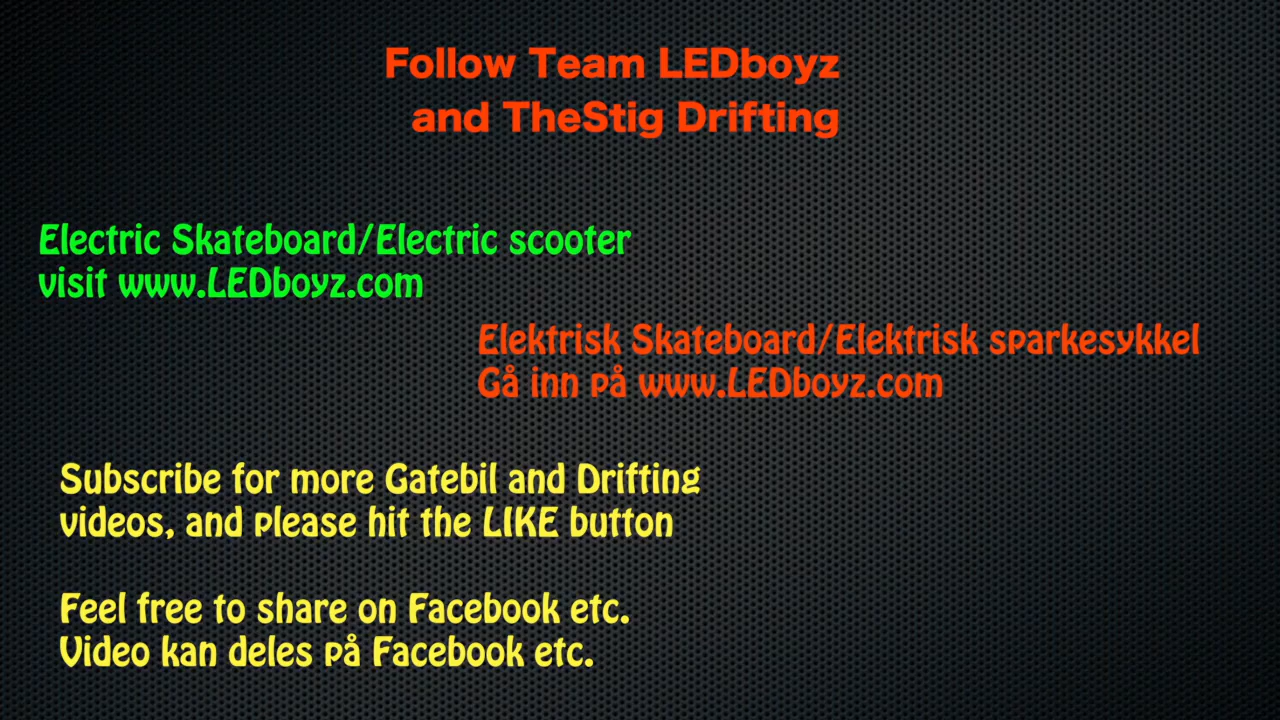 Follow Team LEDboyz
and TheStig Drifting
Electric Skateboard/Electric scooter
visit www.LEDboyz.com
Elektrisk Skateboard/Elektrisk sparkesykkel
Gå inn på www.LEDboyz.com
Subscribe for more Gatebil and Drifting
videos, and please hit the LIKE button
Feel free to share on Facebook etc.
Video kan deles på Facebook etc.